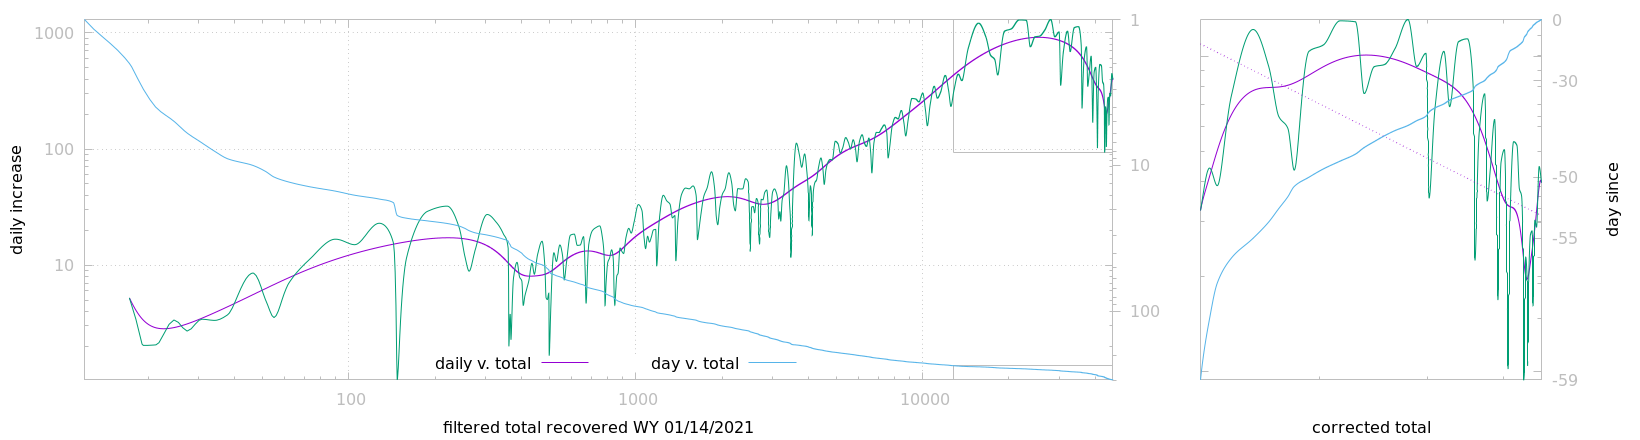 1000
100
10
daily increase
1
10
100
daily v. total
day v. total
100
1000
10000
filtered total recovered WY 01/14/2021
0
-30
-50
-55
-59
day since
corrected total